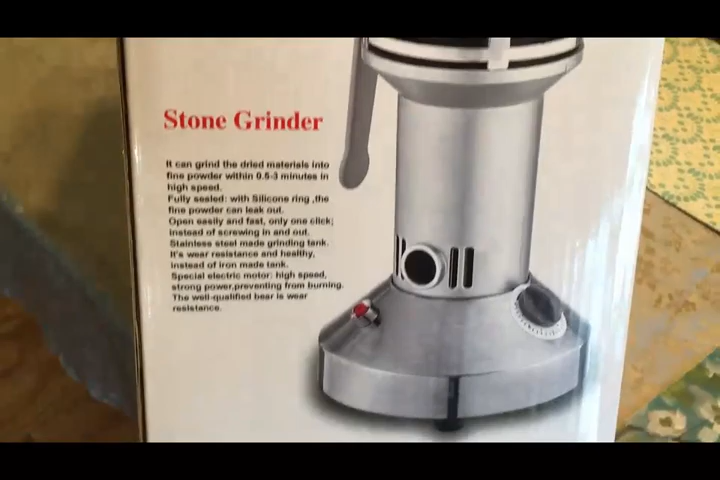 Stone Grinder
It can grind the dried materials into
fine powder within 0.5-3 minutes in
high speed.
Fully sealed: with Silicone ring ,the
fine powder can leak out.
Open easily and fast, only one click;
instead of screwing in and out.
Stainless steel made grinding tank.
It's wear resistance and healthy,
instead of iron made tank.
Special electric motor: high speed,
strong power,preventing from burning.
The well-qualified bear is wear
resistance.